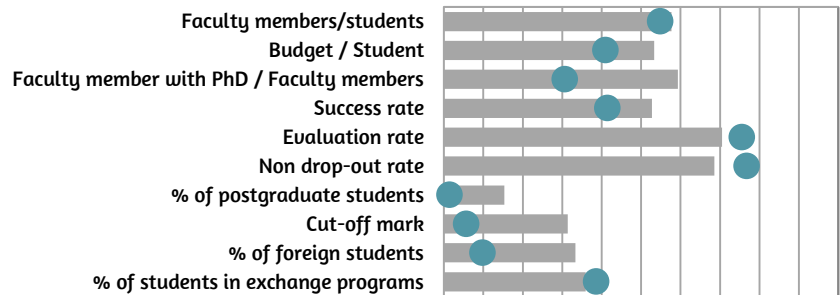 Faculty members/students
Budget / Student
Faculty member with PhD / Faculty members
Success rate
Evaluation rate
Non drop-out rate
% of postgraduate students
Cut-off mark
% of foreign students
% of students in exchange programs